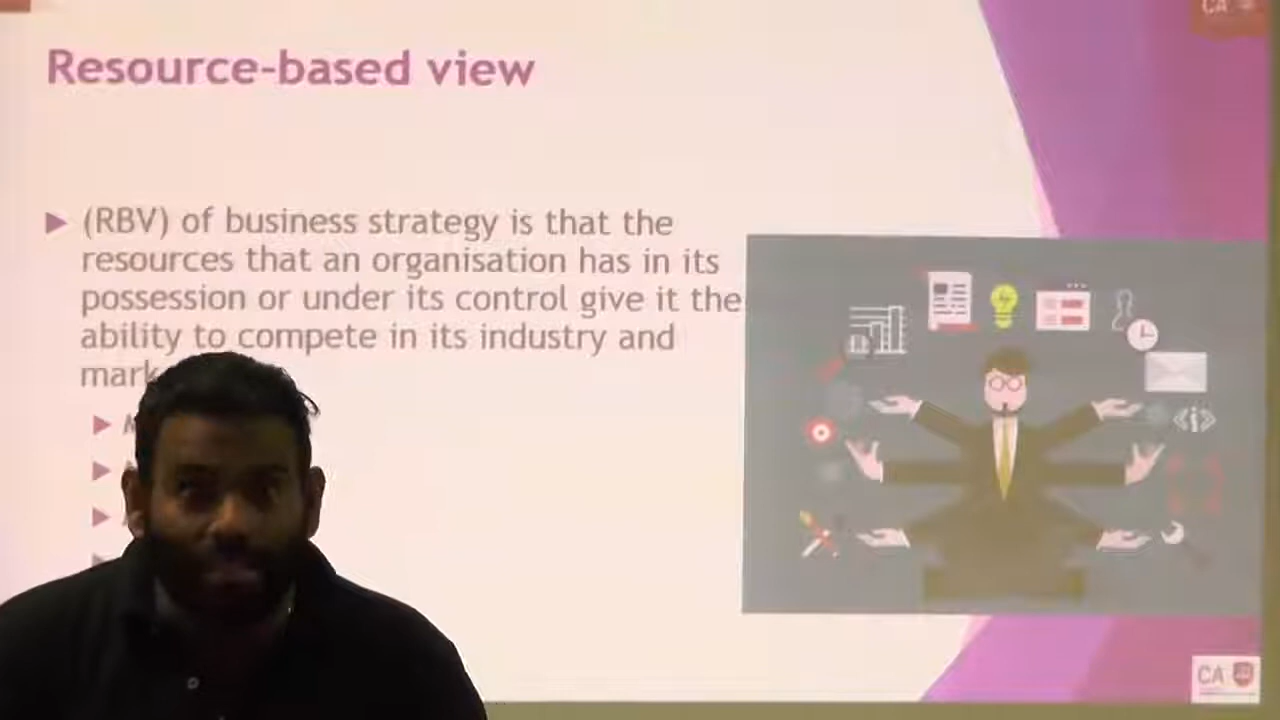 CA
Resource-based view
(RBV) of business strategy is that the
resources that an organisation has in its
possession or under its control give it the
ability to compete in its industry and
CA